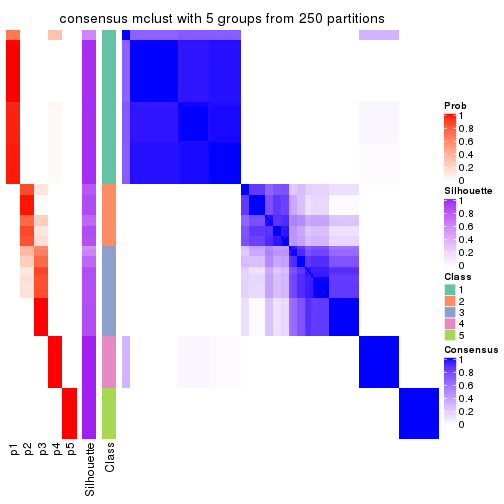 consensus mclust with 5 groups from 250 partitions
Prob
1
0.8
0.6
0.4
0.2
0
Silhouette
1
0.8
0.6
0.4
0.2
0
Class
1
2
3
4
5
Consensus
1
0.8
0.6
0.4
0.2
0
p1
p2
p3
p4
p5
Silhouette
Class